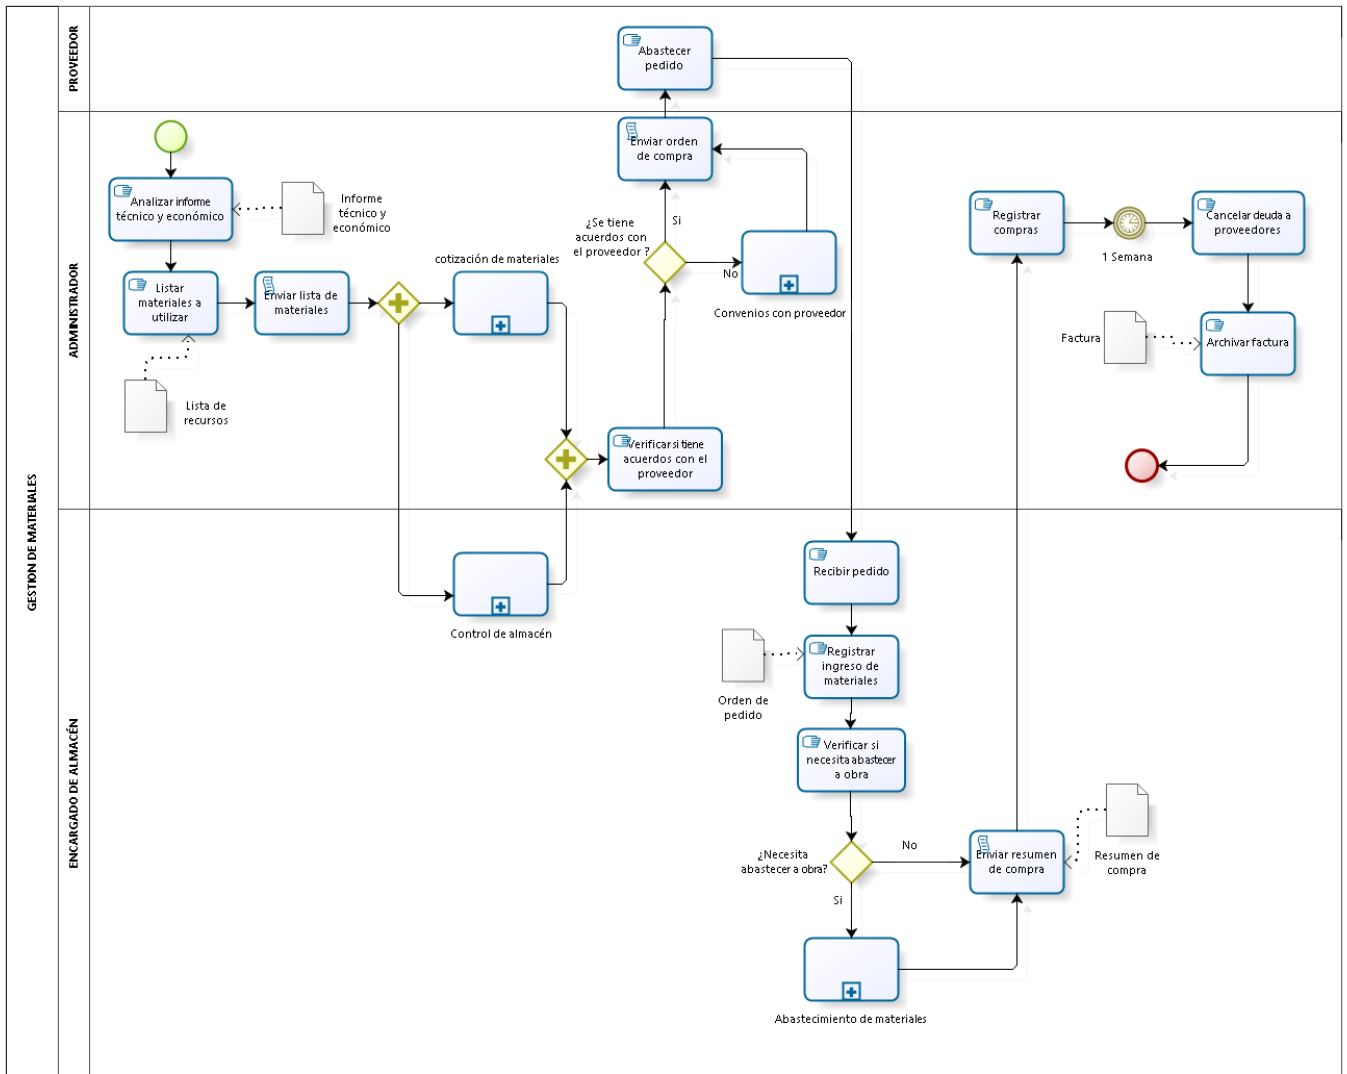 GESTION DE MATERIALES
PROVEEDOR
Abastecer
pedido
ADMINISTRADOR
Analizar informe
técnico y económico
Informe
técnico y
económico
Listar
materiales a
utilizar
Enviar lista de
materiales
Lista de
recursos
cotización de materiales
Verificar si tiene
acuerdos con el
proveedor
¿Se tiene
acuerdos con
el proveedor ?
Si
No
Enviar orden
de compra
Convenios con proveedor
Registrar
compras
1 Semana
Cancelar deuda a
proveedores
Factura
Archivar factura
ENCARGADO DE ALMACÉN
Control de almacén
Recibir pedido
Registrar
ingreso de
materiales
Orden de
pedido
Verificar si
necesita abastecer
a obra
¿Necesita
abastecer a obra?
No
Si
Enviar resumen
de compra
Resumen de
compra
Abastecimiento de materiales